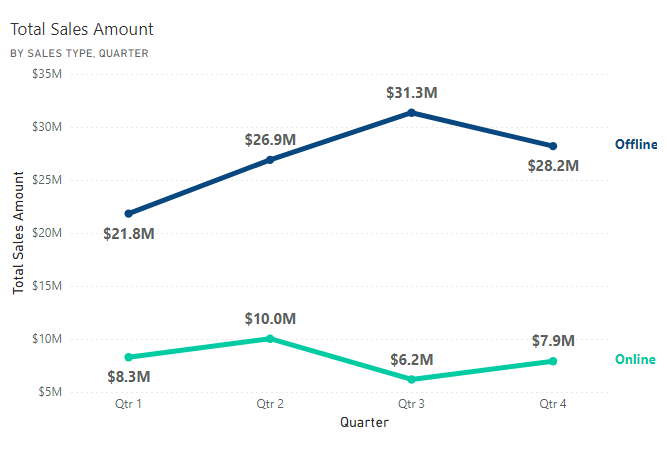 Total Sales Amount
BY SALES TYPE, QUARTER
Total Sales Amount
$35M
$30M
$25M
$20M
$15M
$10M
$5M
$31.3M
$26.9M
$28.2M
$21.8M
Offline
$10.0M
$7.9M
$6.2M
$8.3M
Online
Qtr 1 Qtr 2 Qtr 3 Qtr 4
Quarter